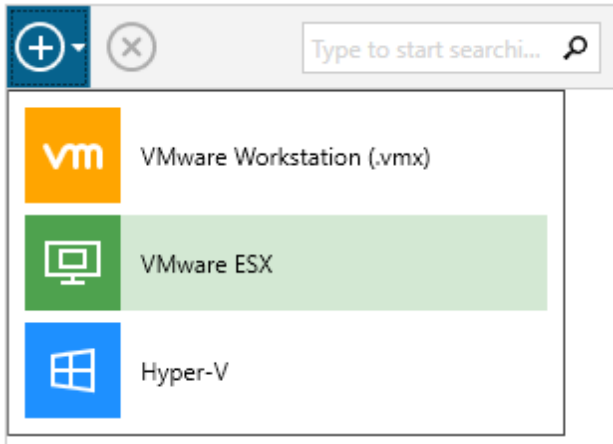 Type to start searchi...
vm
VMware Workstation (.vmx)
VMware ESX
Hyper-V